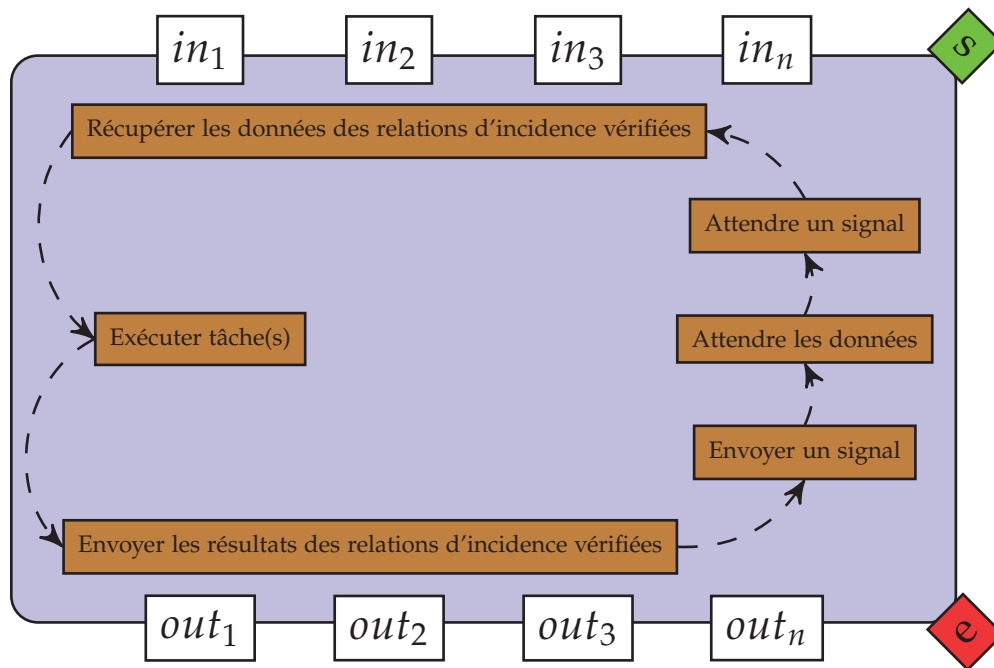 in₁ in₂ in₃ inₙ s
Récupérer les données des relations d'incidence vérifiées
Attendre un signal
Exécuter tâche(s)
Attendre les données
Envoyer un signal
Envoyer les résultats des relations d'incidence vérifiées
out₁ out₂ out₃ outₙ e